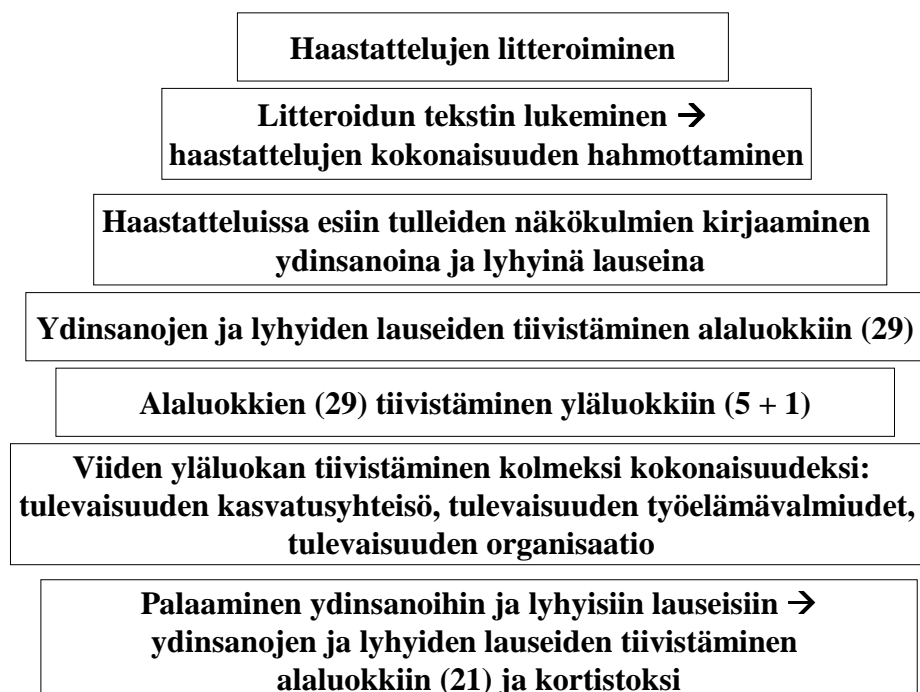 Haastattelujen litteroiminen
Litteroidun tekstin lukeminen →
haastattelujen kokonaisuuden hahmottaminen
Haastatteluissa esiin tulleiden näkökulmien kirjaaminen
ydinsanoina ja lyhyinä lauseina
Ydinsanojen ja lyhyiden lauseiden tiivistäminen alaluokkiin (29)
Alaluokkien (29) tiivistäminen yläluokkiin (5 + 1)
Viiden yläluokan tiivistäminen kolmeksi kokonaisuudeksi:
tulevaisuuden kasvatusyhteisö, tulevaisuuden työelämävalmiudet,
tulevaisuuden organisaatio
Palaaminen ydinsanoihin ja lyhyisiin lauseisiin →
ydinsanojen ja lyhyiden lauseiden tiivistäminen
alaluokkiin (21) ja kortistoksi